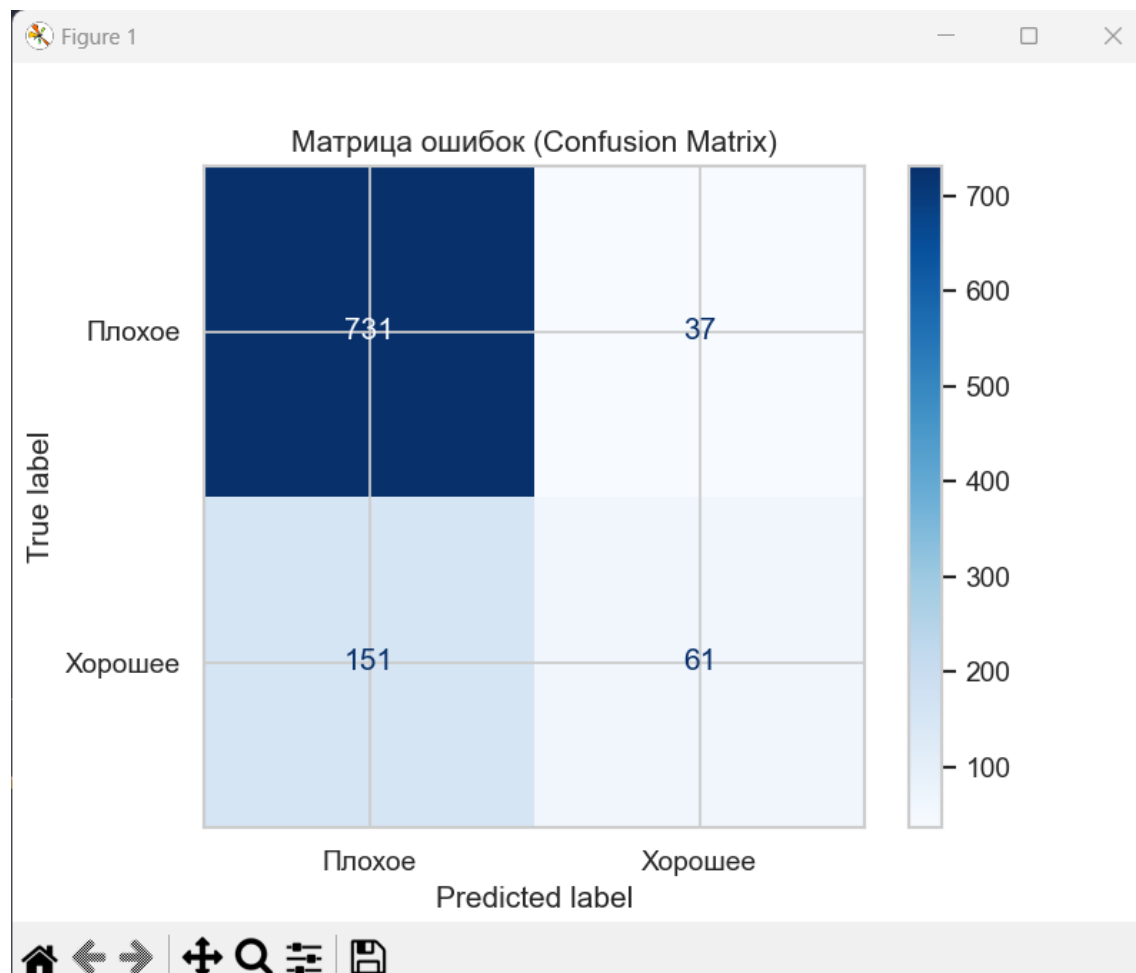 Figure 1
Матрица ошибок (Confusion Matrix)
Плохое
731
37
Хорошее
151
61
True label
Плохое
Хорошее
Predicted label
700
600
500
400
300
200
100